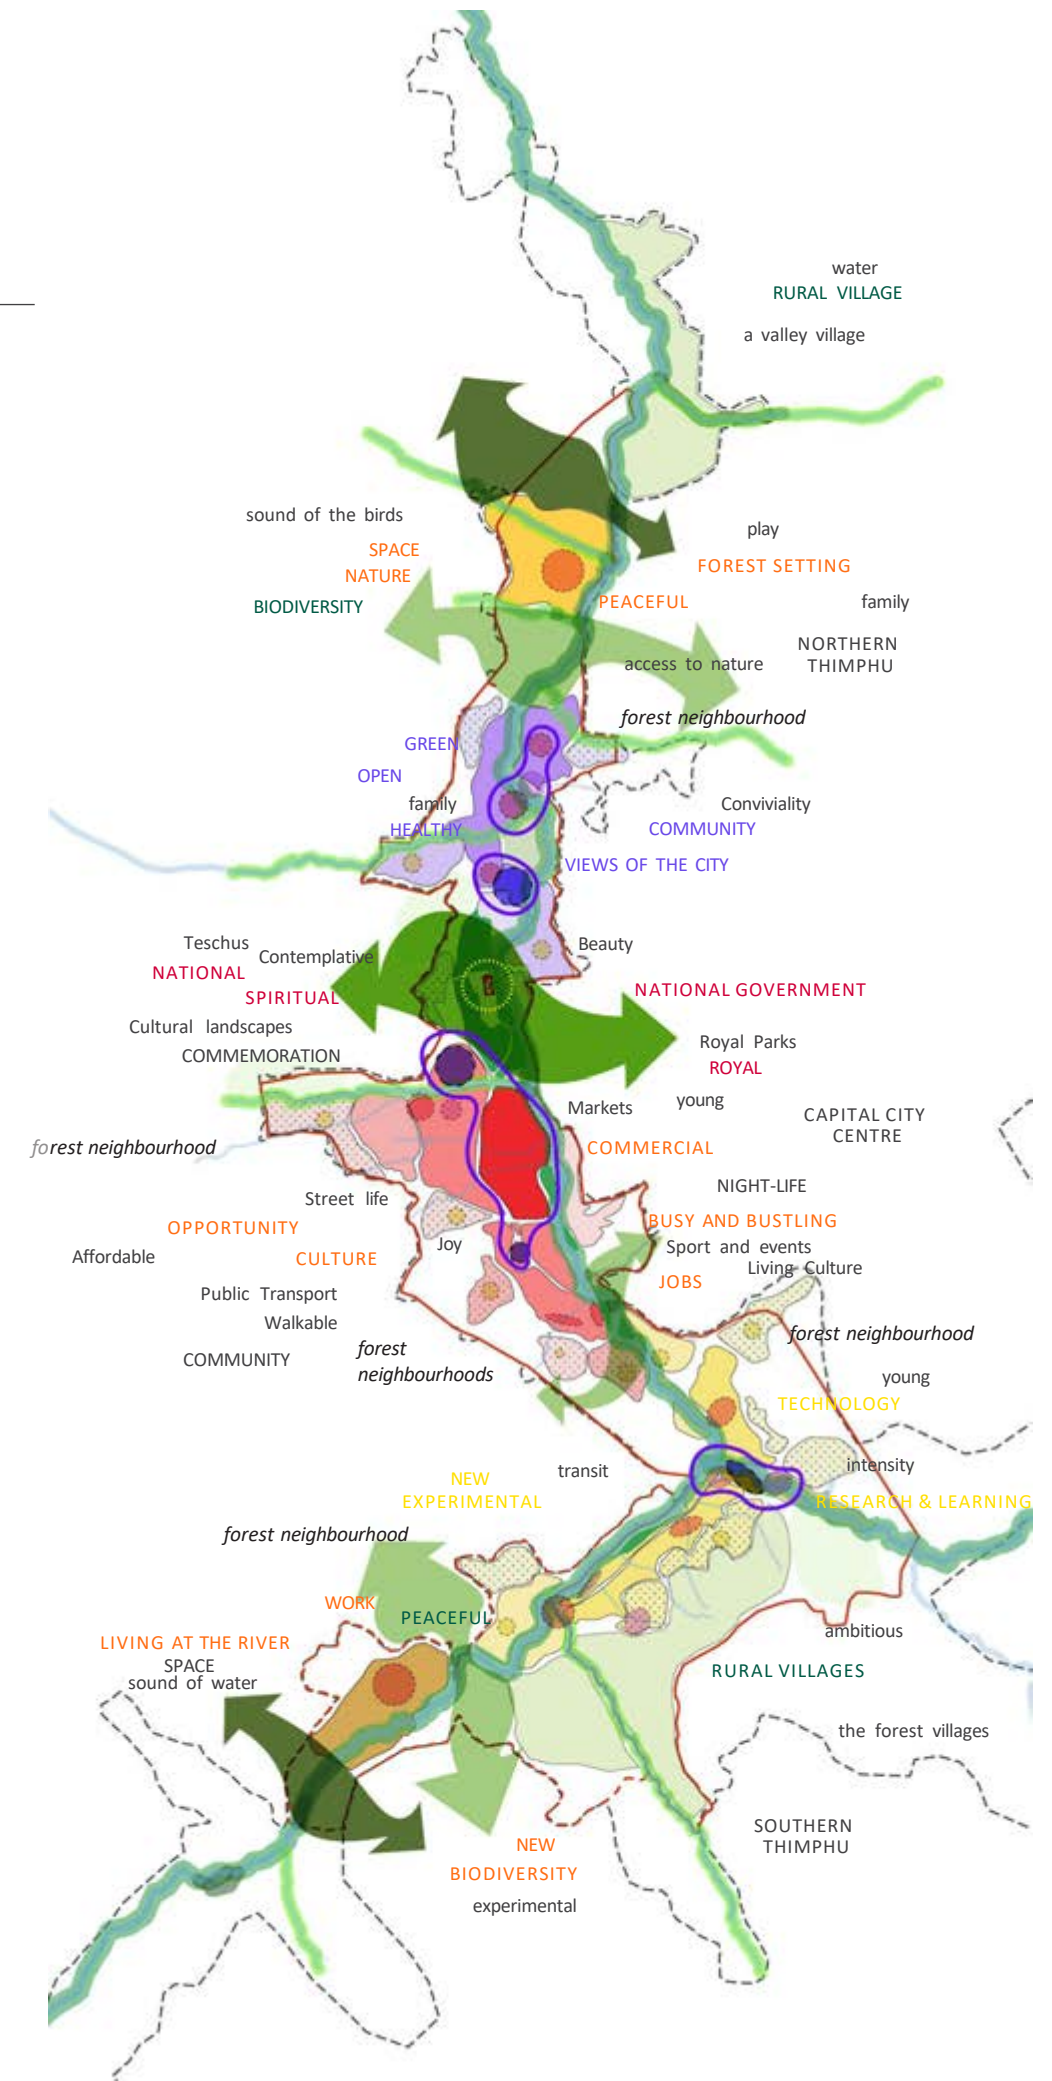 water
RURAL VILLAGE
a valley village
sound of the birds
play
SPACE
FOREST SETTING
NATURE
BIODIVERSITY
PEACEFUL
family
NORTHERN
THIMPHU
access to nature
forest neighbourhood
GREEN
OPEN
family
Conviviality
HEALTHY
COMMUNITY
VIEWS OF THE CITY
Teschus
Beauty
Contemplative
NATIONAL
NATIONAL GOVERNMENT
SPIRITUAL
Cultural landscapes
Royal Parks
COMMEMORATION
ROYAL
Markets
young
CAPITAL CITY
CENTRE
forest neighbourhood
COMMERCIAL
NIGHT-LIFE
Street life
OPPORTUNITY
BUSY AND BUSTLING
Joy
Sport and events
Affordable
CULTURE
Living Culture
JOBS
Public Transport
Walkable
forest neighbourhood
COMMUNITY
forest
neighbourhoods
young
TECHNOLOGY
intensity
transit
NEW
EXPERIMENTAL
RESEARCH & LEARNING
forest neighbourhood
WORK
PEACEFUL
ambitious
LIVING AT THE RIVER
SPACE
sound of water
RURAL VILLAGES
the forest villages
SOUTHERN
THIMPHU
NEW
BIODIVERSITY
experimental